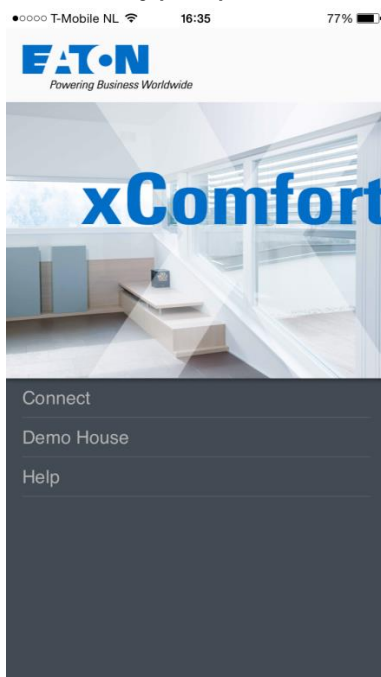 T-Mobile NL 16:35 77%
EATON
Powering Business Worldwide
xComfort
Connect
Demo House
Help